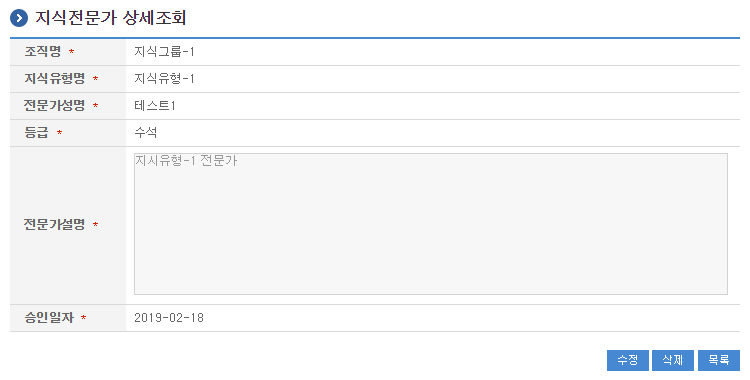 지식전문가 상세조회
조직명 * 지식그룹-1
지식유형명 * 지식유형-1
전문가성명 * 테스트1
등급 * 수석
전문가설명 * 지시유형-1 전문가
승인일자 * 2019-02-18
수정 삭제 목록